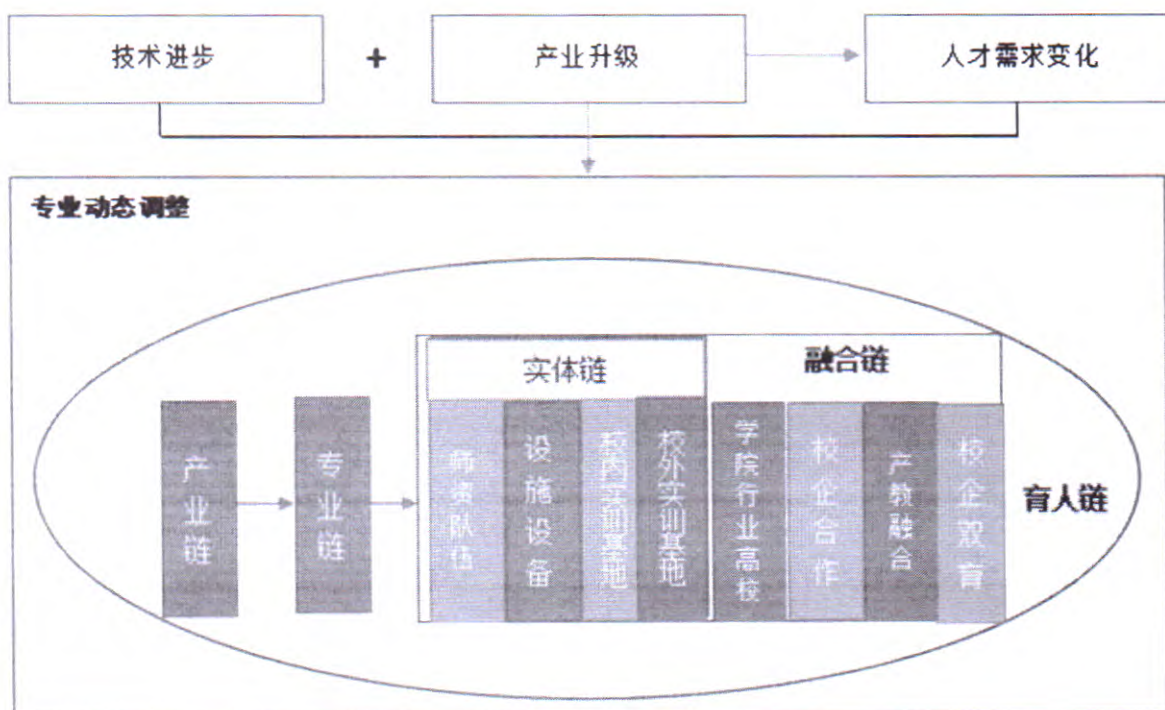 技术进步
+
产业升级
人才需求变化
专业动态调整
实体链
融合链
产业链
专业链
师资队伍
设施设备
校内实训基地
校外实训基地
学院行业高校
校企合作
产教融合
校企双育
育人链